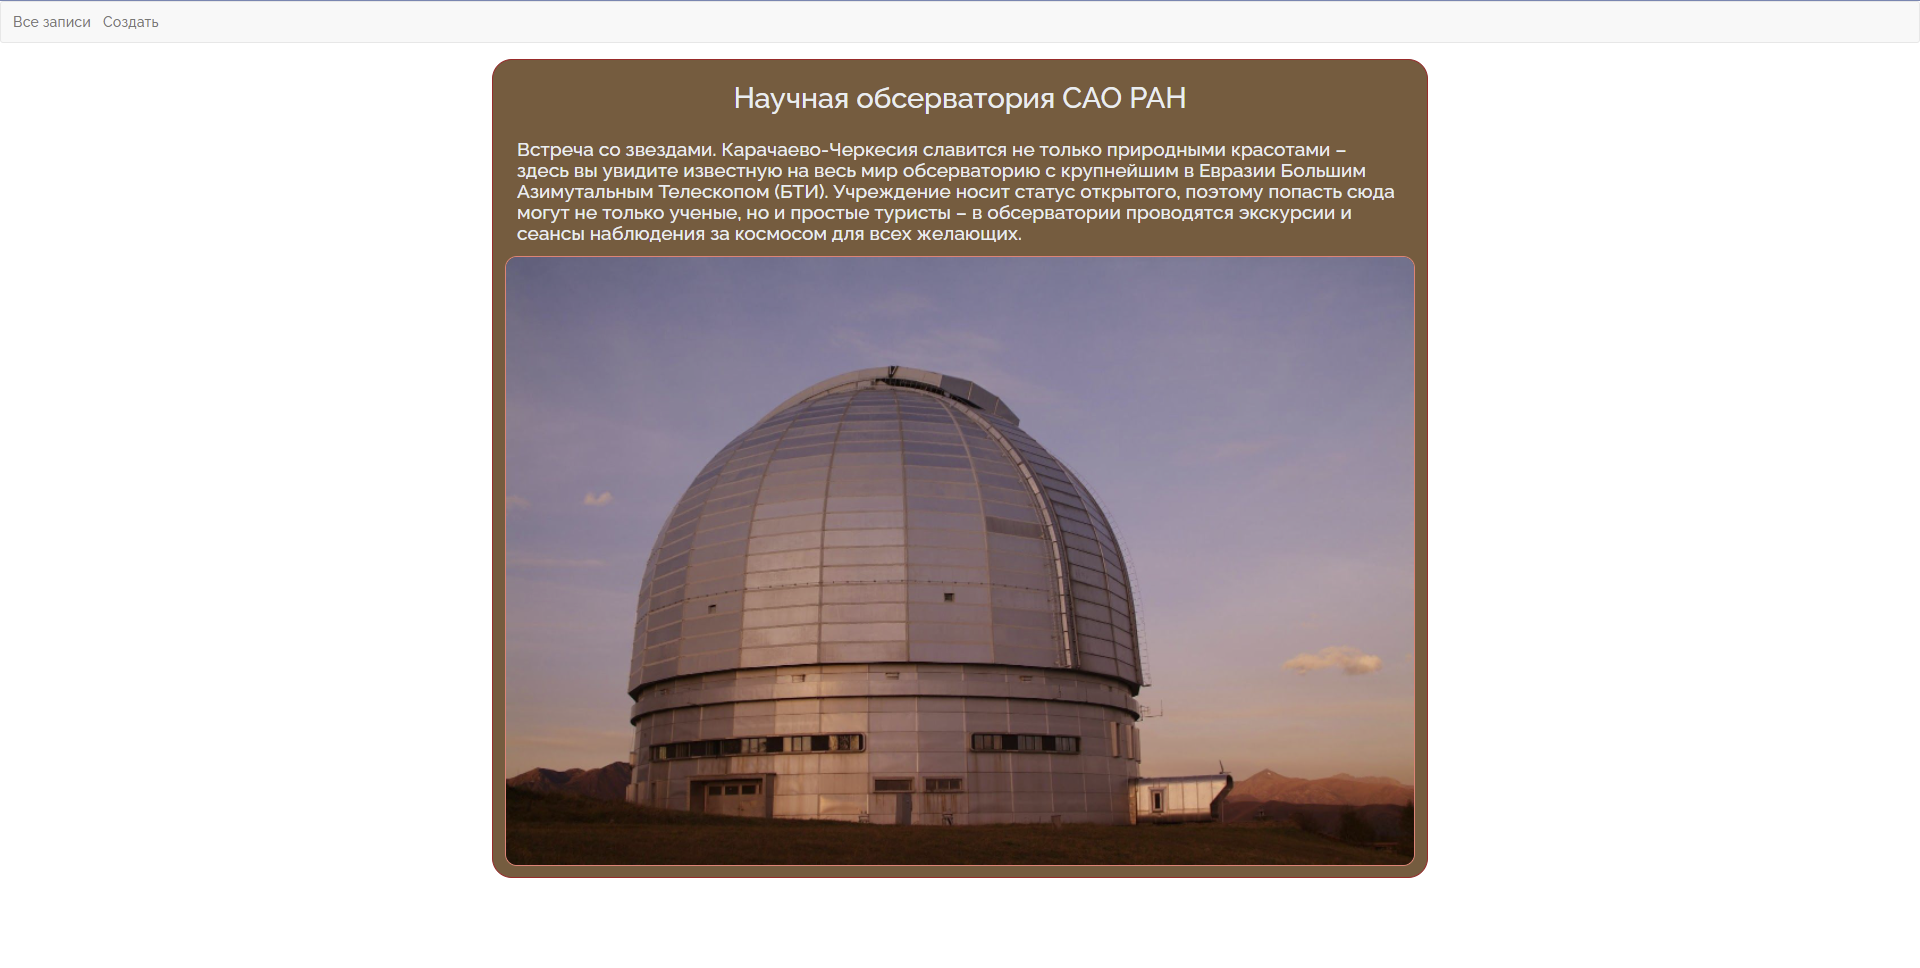 Все записи Создать
Научная обсерватория САО РАН
Встреча со звездами. Карачаево-Черкесия славится не только природными красотами –
здесь вы увидите известную на весь мир обсерваторию с крупнейшим в Евразии Большим
Азимутальным Телескопом (БТИ). Учреждение носит статус открытого, поэтому попасть сюда
могут не только ученые, но и простые туристы – в обсерватории проводятся экскурсии и
сеансы наблюдения за космосом для всех желающих.